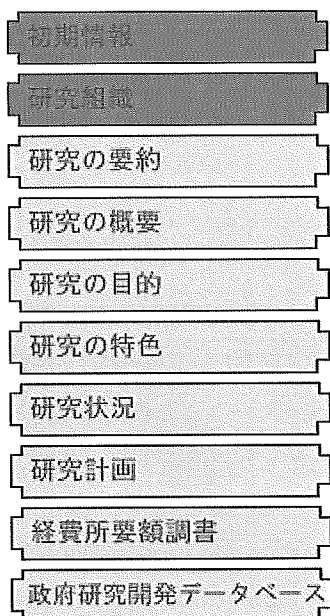 初期情報
研究組織
研究の要約
研究の概要
研究の目的
研究の特色
研究状況
研究計画
経費所要額調書
政府研究開発データベース